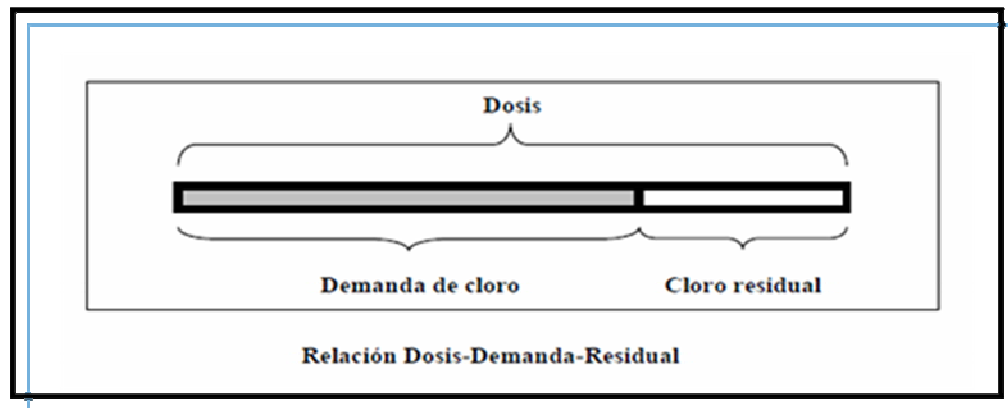 Dosis
Demanda de cloro
Cloro residual
Relación Dosis-Demanda-Residual